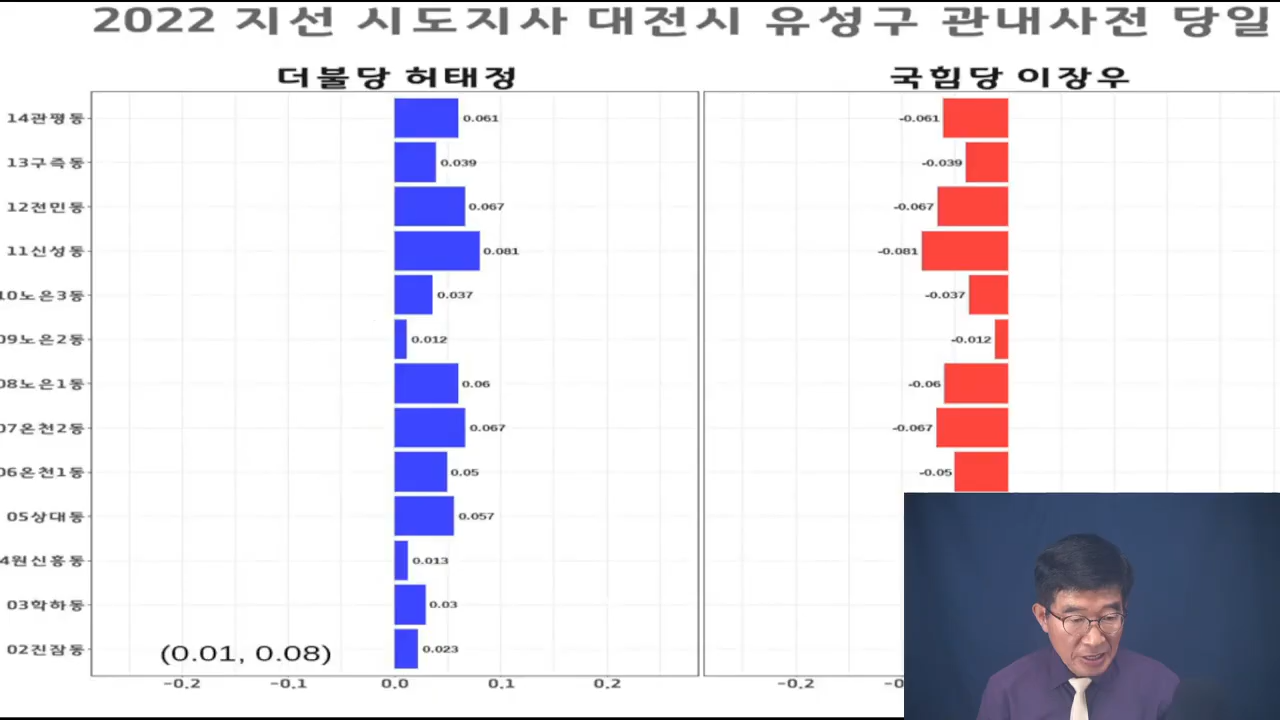 2022 지선 시도지사 대전시 유성구 관내사전 당일
더불당 허태정
국힘당 이장우
14관평동 0.061 -0.061
13구즉동 0.039 -0.039
12전민동 0.067 -0.067
11신성동 0.081 -0.081
10노은3동 0.037 -0.037
09노은2동 0.012 -0.012
08노은1동 0.06 -0.06
07온천2동 0.067 -0.067
06온천1동 0.05 -0.05
05상대동 0.057
4원신흥동 0.013
03학하동 0.03
02진잠동 0.023
(0.01, 0.08)
-0.2 -0.1 0.0 0.1 0.2 -0.2 -0